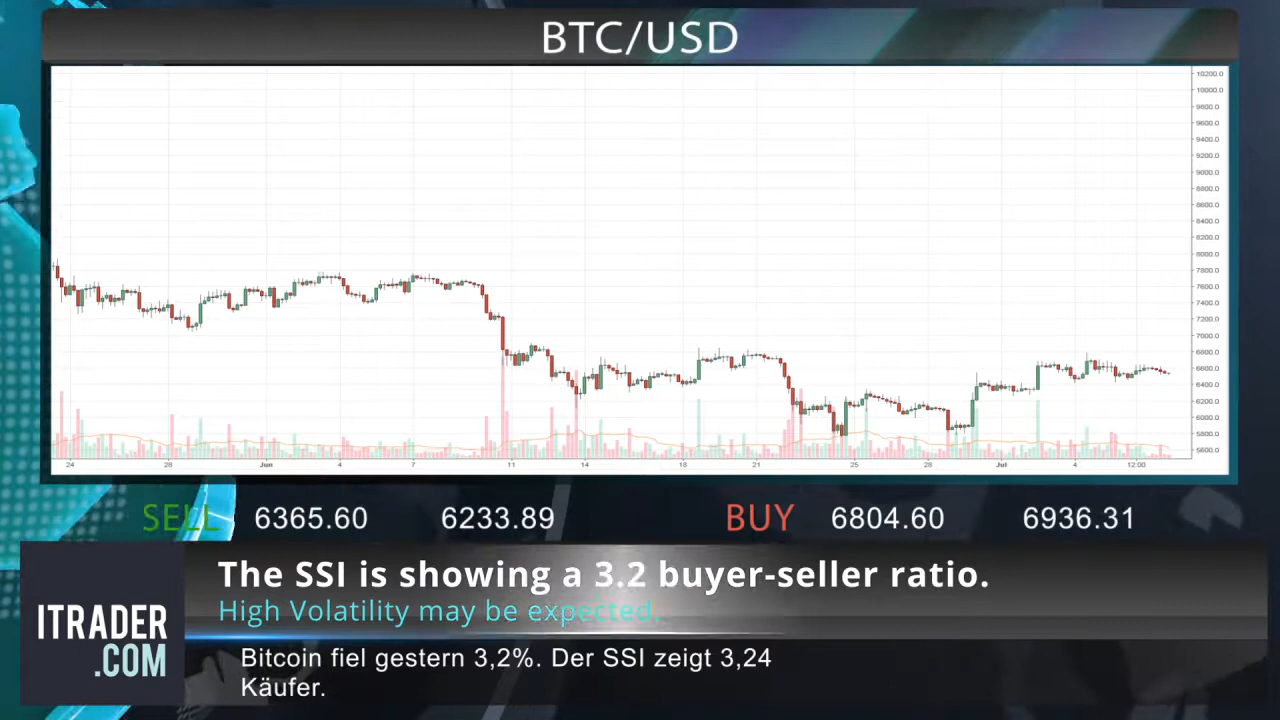 BTC/USD
10200.0
10000.0
9800.0
9600.0
9400.0
9200.0
9000.0
8800.0
8600.0
8400.0
8200.0
8000.0
7800.0
7600.0
7400.0
7200.0
7000.0
6800.0
6600.0
6400.0
6200.0
6000.0
5800.0
5600.0
24 28 Jun 4 7 11 14 18 21 25 28 Jul 4 12:00
SELL 6365.60 6233.89 BUY 6804.60 6936.31
The SSI is showing a 3.2 buyer-seller ratio.
High Volatility may be expected.
ITRADER
.COM
Bitcoin fiel gestern 3,2%. Der SSI zeigt 3,24
Käufer.